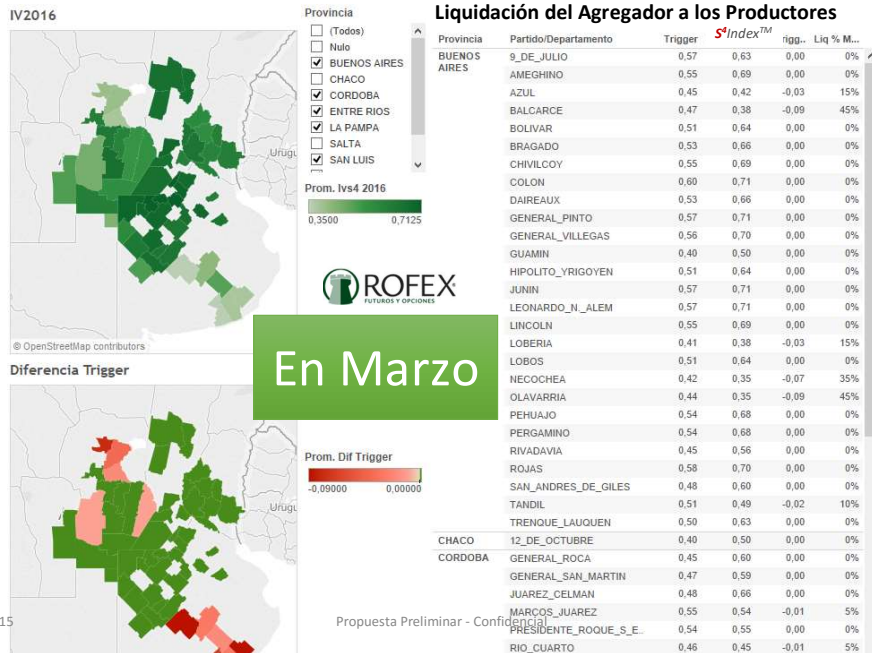 IV2016
© OpenStreetMap contributors
Diferencia Trigger
Urugu
Urugu
Provincia
(Todos)
Nulo
BUENOS AIRES
CHACO
CORDOBA
ENTRE RIOS
LA PAMPA
SALTA
SAN LUIS
Prom. Ivs4 2016
0,3500 0,7125
ROFEX
FUTUROS Y OPCIONES
En Marzo
Prom. Dif Trigger
-0,09000 0,00000
Liquidación del Agregador a los Productores
Provincia Partido/Departamento Trigger S⁴Index™ rigg.. Liq % M...
BUENOS AIRES 9_DE_JULIO 0,57 0,63 0,00 0%
AMEGHINO 0,55 0,69 0,00 0%
AZUL 0,45 0,42 -0,03 15%
BALCARCE 0,47 0,38 -0,09 45%
BOLIVAR 0,51 0,64 0,00 0%
BRAGADO 0,53 0,66 0,00 0%
CHIVILCOY 0,55 0,69 0,00 0%
COLON 0,60 0,71 0,00 0%
DAIREAUX 0,53 0,66 0,00 0%
GENERAL_PINTO 0,57 0,71 0,00 0%
GENERAL_VILLEGAS 0,56 0,70 0,00 0%
GUAMIN 0,40 0,50 0,00 0%
HIPOLITO_YRIGOYEN 0,51 0,64 0,00 0%
JUNIN 0,57 0,71 0,00 0%
LEONARDO_N._ALEM 0,57 0,71 0,00 0%
LINCOLN 0,55 0,69 0,00 0%
LOBERIA 0,41 0,38 -0,03 15%
LOBOS 0,51 0,64 0,00 0%
NECOCHEA 0,42 0,35 -0,07 35%
OLAVARRIA 0,44 0,35 -0,09 45%
PEHUAJO 0,54 0,68 0,00 0%
PERGAMINO 0,54 0,68 0,00 0%
RIVADAVIA 0,45 0,56 0,00 0%
ROJAS 0,58 0,70 0,00 0%
SAN_ANDRES_DE_GILES 0,48 0,60 0,00 0%
TANDIL 0,51 0,49 -0,02 10%
TRENQUE_LAUQUEN 0,50 0,63 0,00 0%
CHACO 12_DE_OCTUBRE 0,40 0,50 0,00 0%
CORDOBA GENERAL_ROCA 0,45 0,60 0,00 0%
GENERAL_SAN_MARTIN 0,47 0,59 0,00 0%
JUAREZ_CELMAN 0,48 0,66 0,00 0%
MARCOS_JUAREZ 0,55 0,54 -0,01 5%
PRESIDENTE_ROQUE_S_E.. 0,54 0,55 0,00 0%
RIO_CUARTO 0,46 0,45 -0,01 5%
15
Propuesta Preliminar - Confidencial